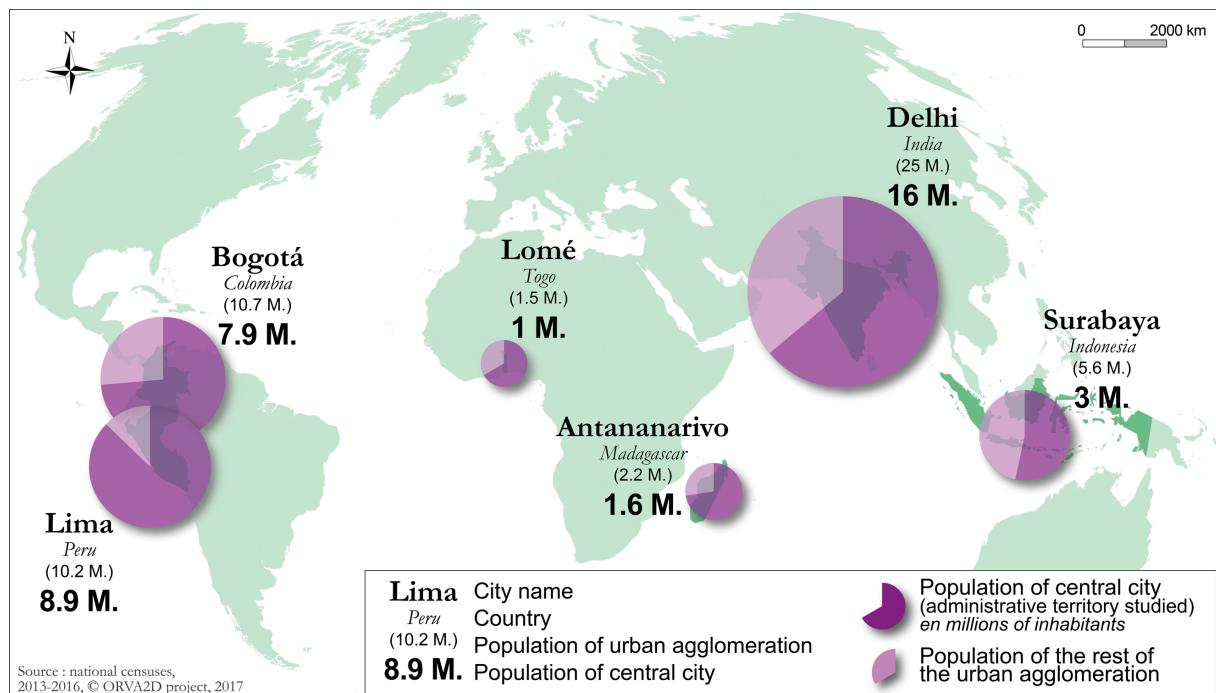 N
0 2000 km
Delhi
India
(25 M.)
16 M.
Bogotá
Colombia
(10.7 M.)
7.9 M.
Lomé
Togo
(1.5 M.)
1 M.
Surabaya
Indonesia
(5.6 M.)
3 M.
Antananarivo
Madagascar
(2.2 M.)
1.6 M.
Lima
Peru
(10.2 M.)
8.9 M.
Lima City name
Peru Country
(10.2 M.) Population of urban agglomeration
8.9 M. Population of central city
Population of central city
(administrative territory studied)
en millions of inhabitants
Population of the rest of
the urban agglomeration
Source : national censuses,
2013-2016, © ORVA2D project, 2017